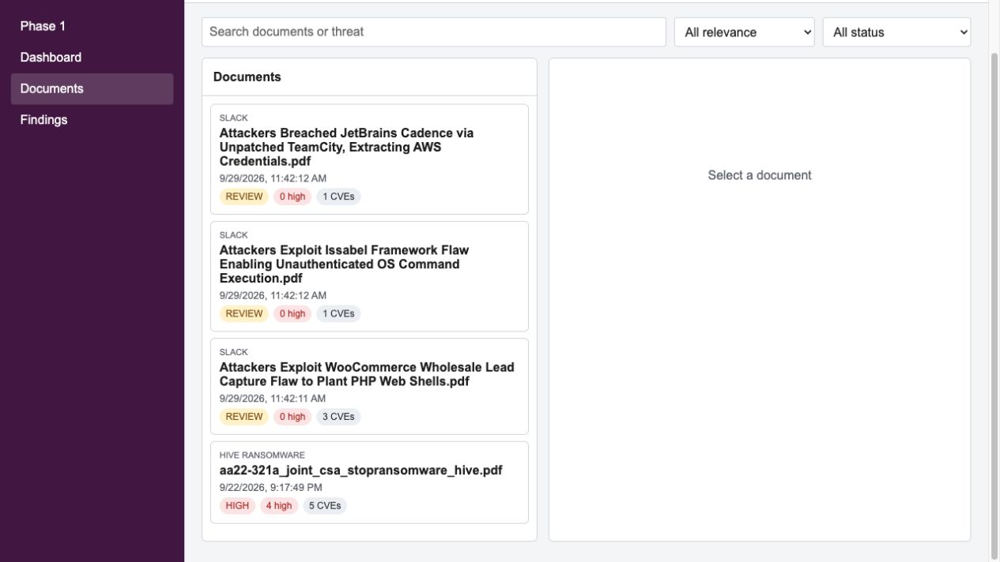 Phase 1
Dashboard
Documents
Findings
Search documents or threat
All relevance
All status
Documents
SLACK
Attackers Breached JetBrains Cadence via
Unpatched TeamCity, Extracting AWS
Credentials.pdf
9/29/2026, 11:42:12 AM
REVIEW 0 high 1 CVEs
SLACK
Attackers Exploit Issabel Framework Flaw
Enabling Unauthenticated OS Command
Execution.pdf
9/29/2026, 11:42:12 AM
REVIEW 0 high 1 CVEs
SLACK
Attackers Exploit WooCommerce Wholesale Lead
Capture Flaw to Plant PHP Web Shells.pdf
9/29/2026, 11:42:11 AM
REVIEW 0 high 3 CVEs
HIVE RANSOMWARE
aa22-321a_joint_csa_stopransomware_hive.pdf
9/22/2026, 9:17:49 PM
HIGH 4 high 5 CVEs
Select a document